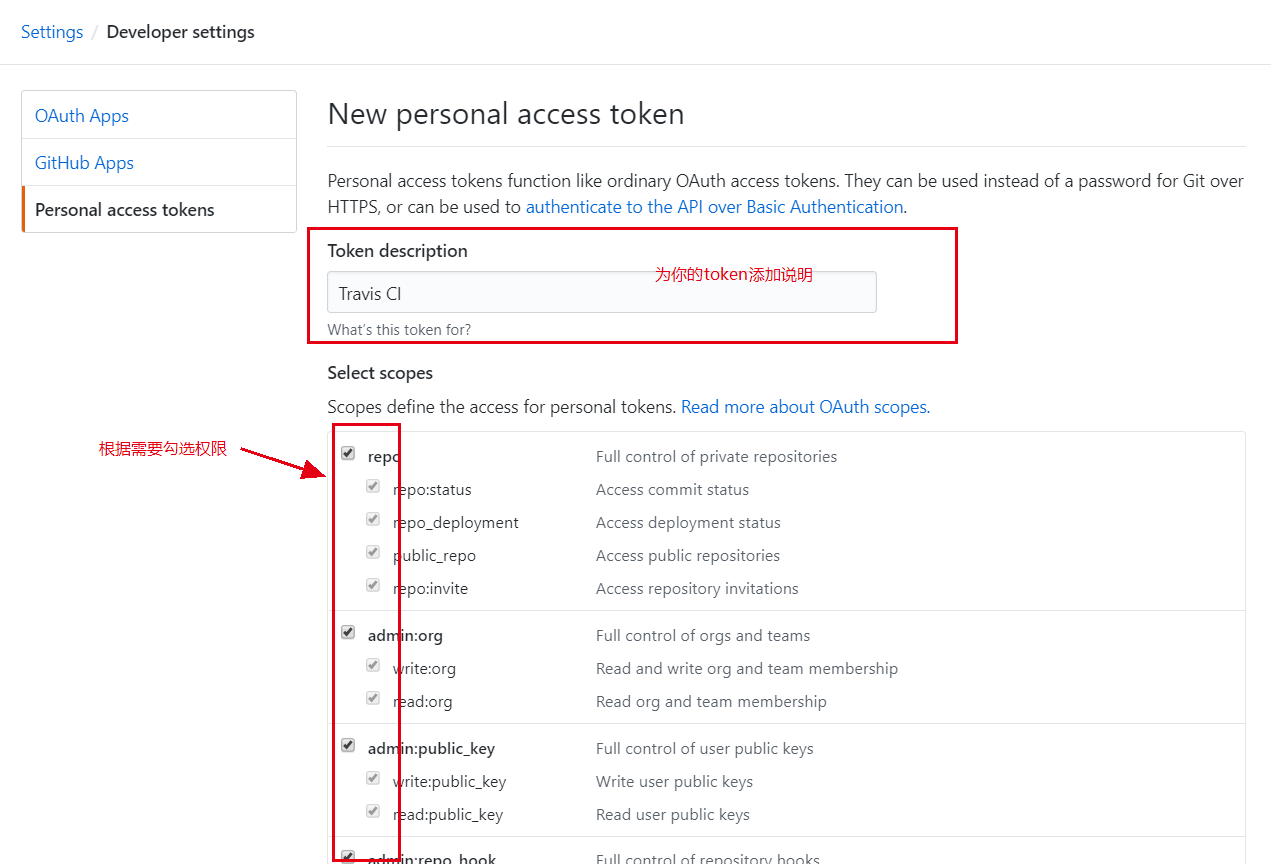 Settings / Developer settings
OAuth Apps
GitHub Apps
Personal access tokens
New personal access token
Personal access tokens function like ordinary OAuth access tokens. They can be used instead of a password for Git over
HTTPS, or can be used to authenticate to the API over Basic Authentication.
Token description
为你的token添加说明
Travis CI
What's this token for?
Select scopes
Scopes define the access for personal tokens. Read more about OAuth scopes.
根据需要勾选权限
repo Full control of private repositories
repo:status Access commit status
repo_deployment Access deployment status
public_repo Access public repositories
repo:invite Access repository invitations
admin:org Full control of orgs and teams
write:org Read and write org and team membership
read:org Read org and team membership
admin:public_key Full control of user public keys
write:public_key Write user public keys
read:public_key Read user public keys
admin:repo_hook Full control of repository hooks